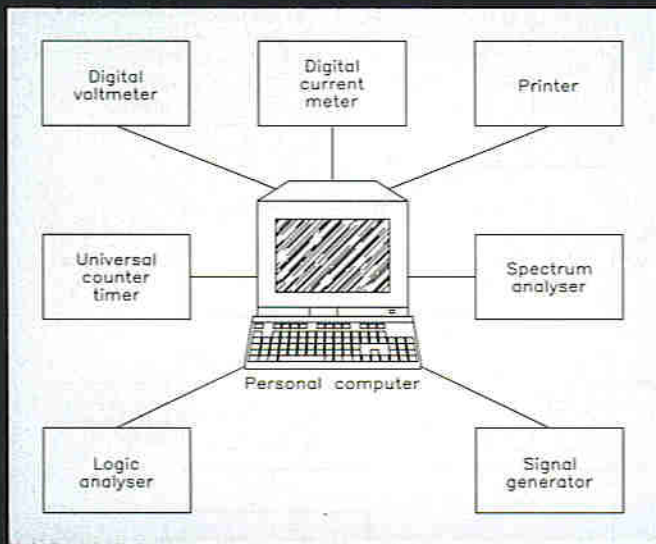 Digital
voltmeter
Digital
current
meter
Printer
Universal
counter
timer
Spectrum
analyser
Personal computer
Logic
analyser
Signal
generator